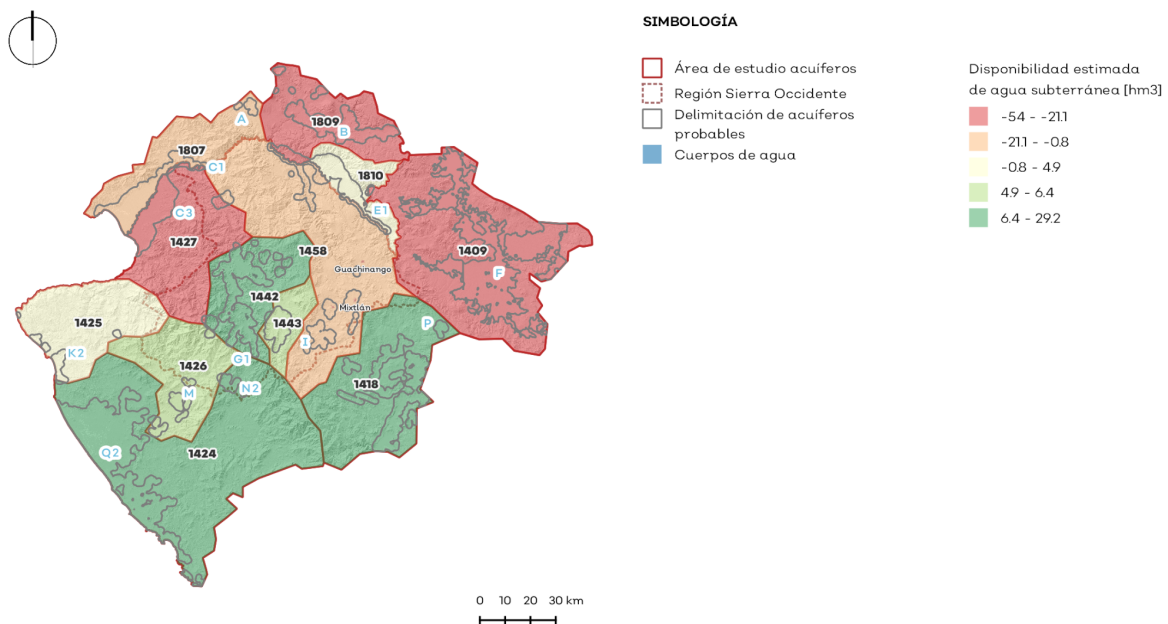 SIMBOLOGÍA
Área de estudio acuíferos
Región Sierra Occidente
Delimitación de acuíferos
probables
Cuerpos de agua
Disponibilidad estimada
de agua subterránea [hm3]
-54 - -21.1
-21.1 - -0.8
-0.8 - 4.9
4.9 - 6.4
6.4 - 29.2
A
1809
B
1807
C1
1810
C3
E1
1427
1458
1409
Guachinango
F
1442
Mixtlán
1425
1443
P
I
K2
G1
1426
N2
1418
M
Q2
1424
0 10 20 30 km